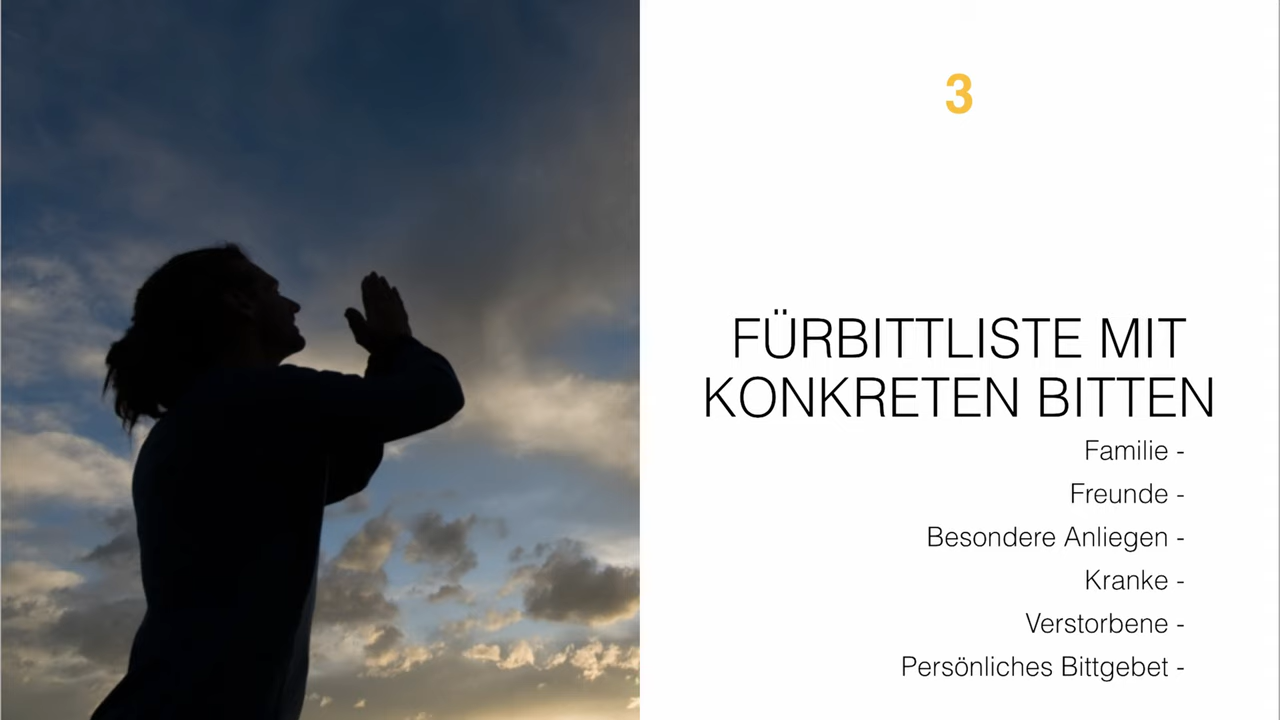 3
FÜRBITTLISTE MIT
KONKRETEN BITTEN
Familie -
Freunde -
Besondere Anliegen -
Kranke -
Verstorbene -
Persönliches Bittgebet -